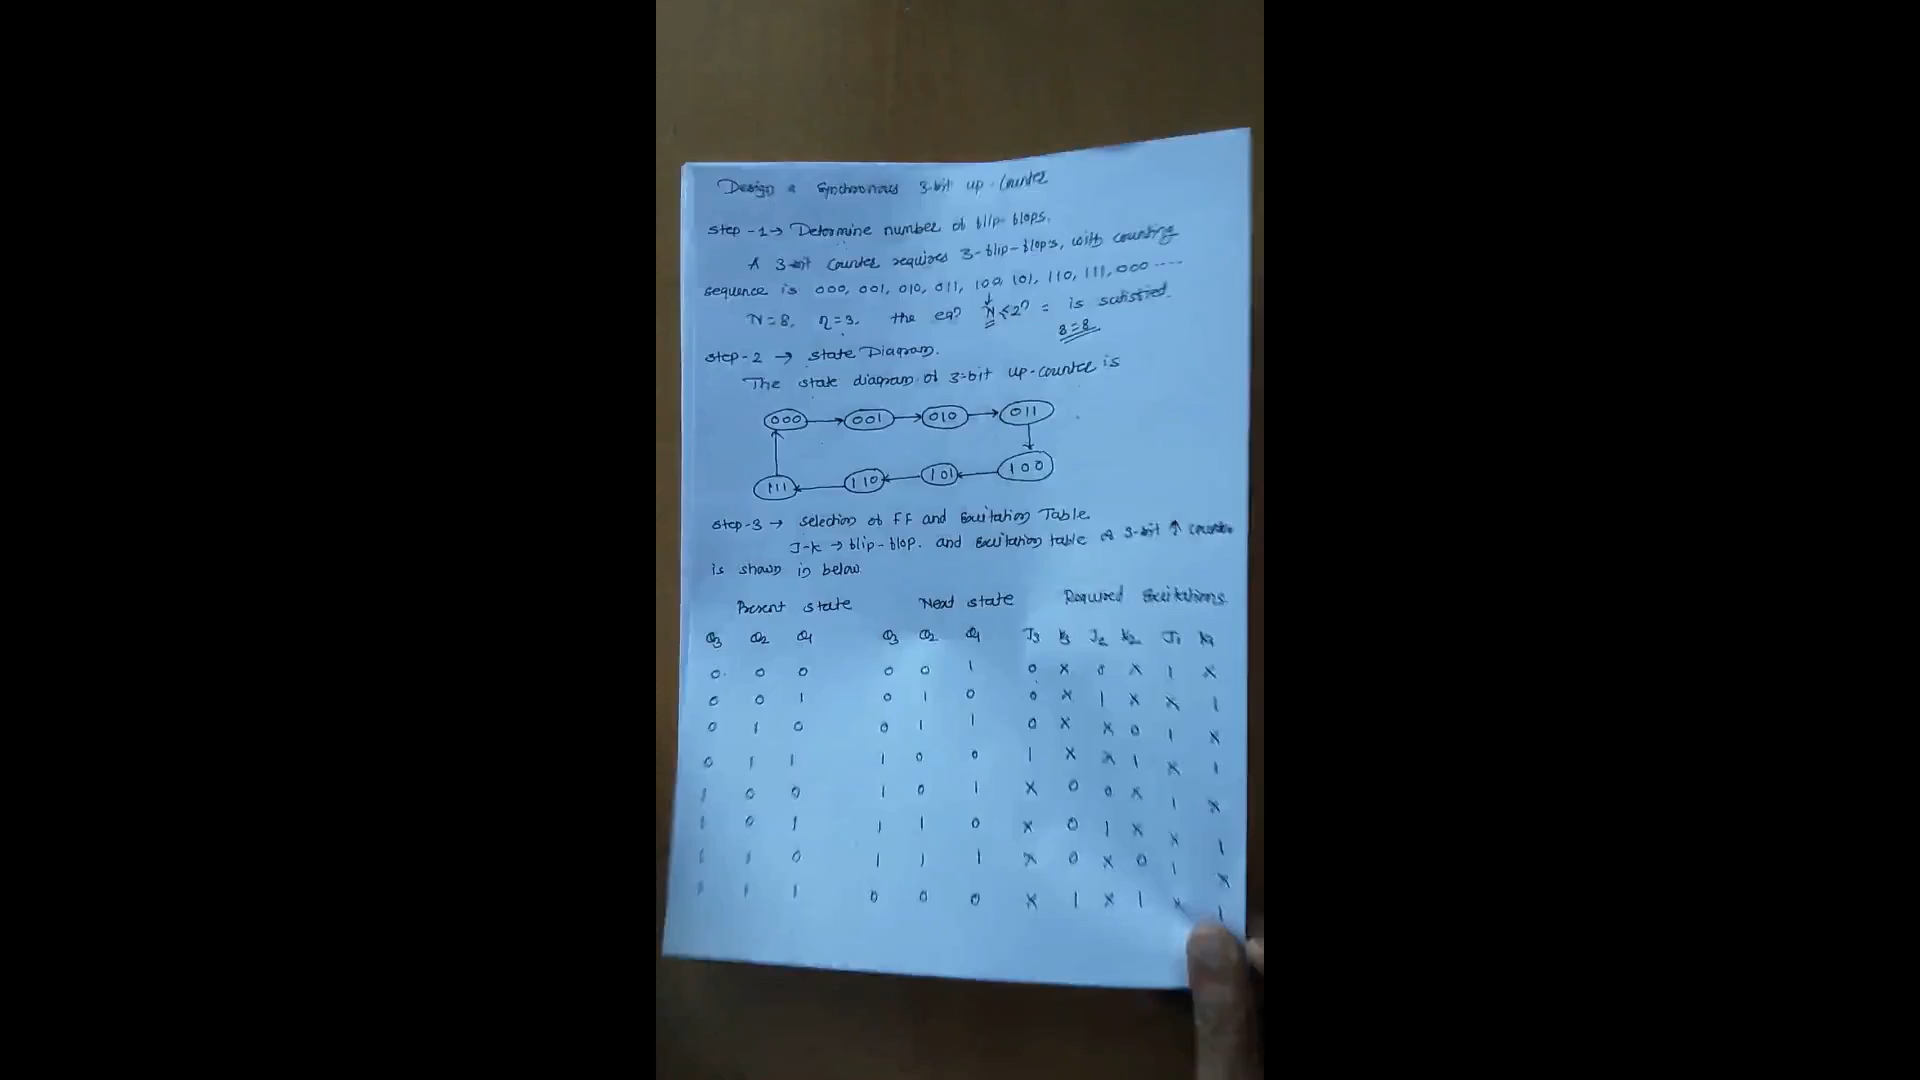 Design a Synchronous 3-bit up-Counter
Step-1→ Determine number of flip-flops.
A 3-bit counter requires 3-flip-flops, with counting
sequence is 000, 001, 010, 011, 100, 101, 110, 111, 000 ----
N=8, n=3, the eqn N≤2ⁿ = is satisfied.
8=8
Step-2 → State Diagram.
The state diagram of 3-bit up-counter is
000 001 010 011
111 110 101 100
Step-3 → Selection of FF and Excitation Table
J-K → flip-flop. and Excitation table of 3-bit ↑ counter
is shown in below
Present state Next state Required Excitations
Q3 Q2 Q1 Q3 Q2 Q1 J3 K3 J2 K2 J1 K1
0 0 0 0 0 1 0 X 0 X 1 X
0 0 1 0 1 0 0 X 1 X X 1
0 1 0 0 1 1 0 X X 0 1 X
0 1 1 1 0 0 1 X X 1 X 1
1 0 0 1 0 1 X 0 0 X 1 X
1 0 1 1 1 0 X 0 1 X X 1
1 1 0 1 1 1 X 0 X 0 1 X
1 1 1 0 0 0 X 1 X 1 X 1